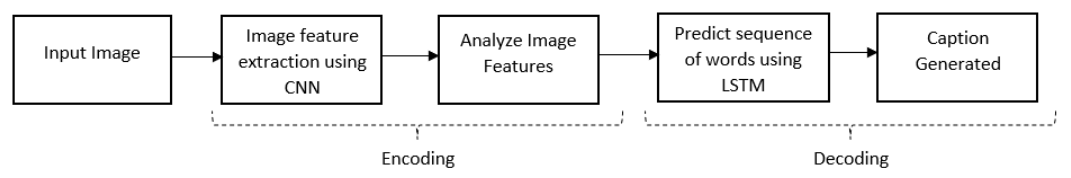 Input Image
Image feature
extraction using
CNN
Analyze Image
Features
Predict sequence
of words using
LSTM
Caption
Generated
Encoding
Decoding